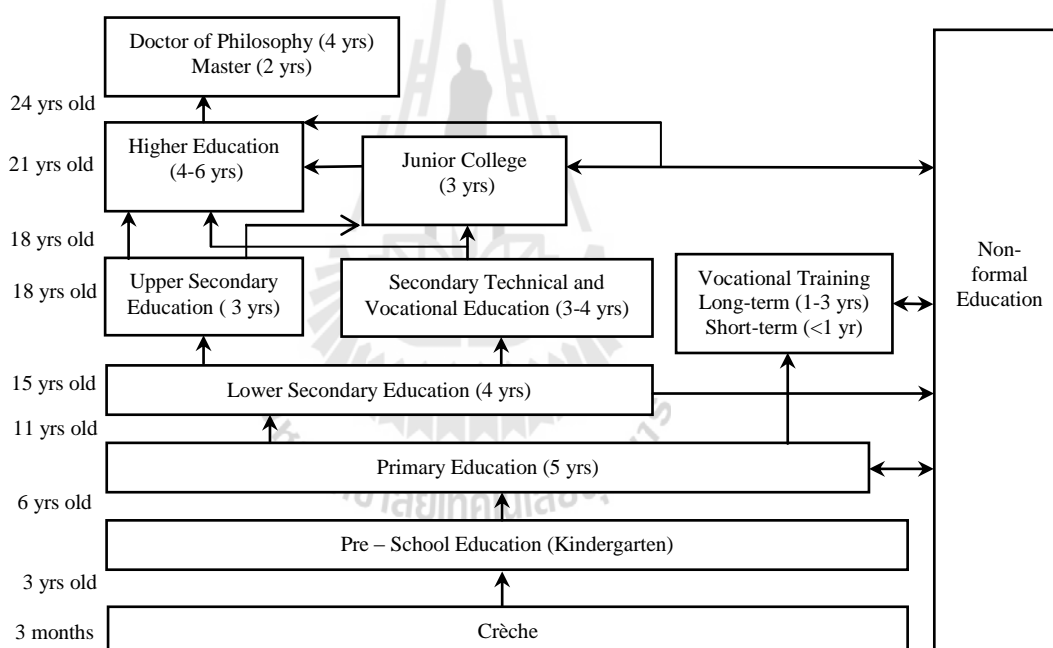 Doctor of Philosophy (4 yrs)
Master (2 yrs)
24 yrs old
Higher Education
(4-6 yrs)
21 yrs old
Junior College
(3 yrs)
18 yrs old
Upper Secondary
Education ( 3 yrs)
18 yrs old
Secondary Technical and
Vocational Education (3-4 yrs)
Vocational Training
Long-term (1-3 yrs)
Short-term (<1 yr)
Non-
formal
Education
15 yrs old
Lower Secondary Education (4 yrs)
11 yrs old
Primary Education (5 yrs)
6 yrs old
Pre – School Education (Kindergarten)
3 yrs old
3 months
Crèche